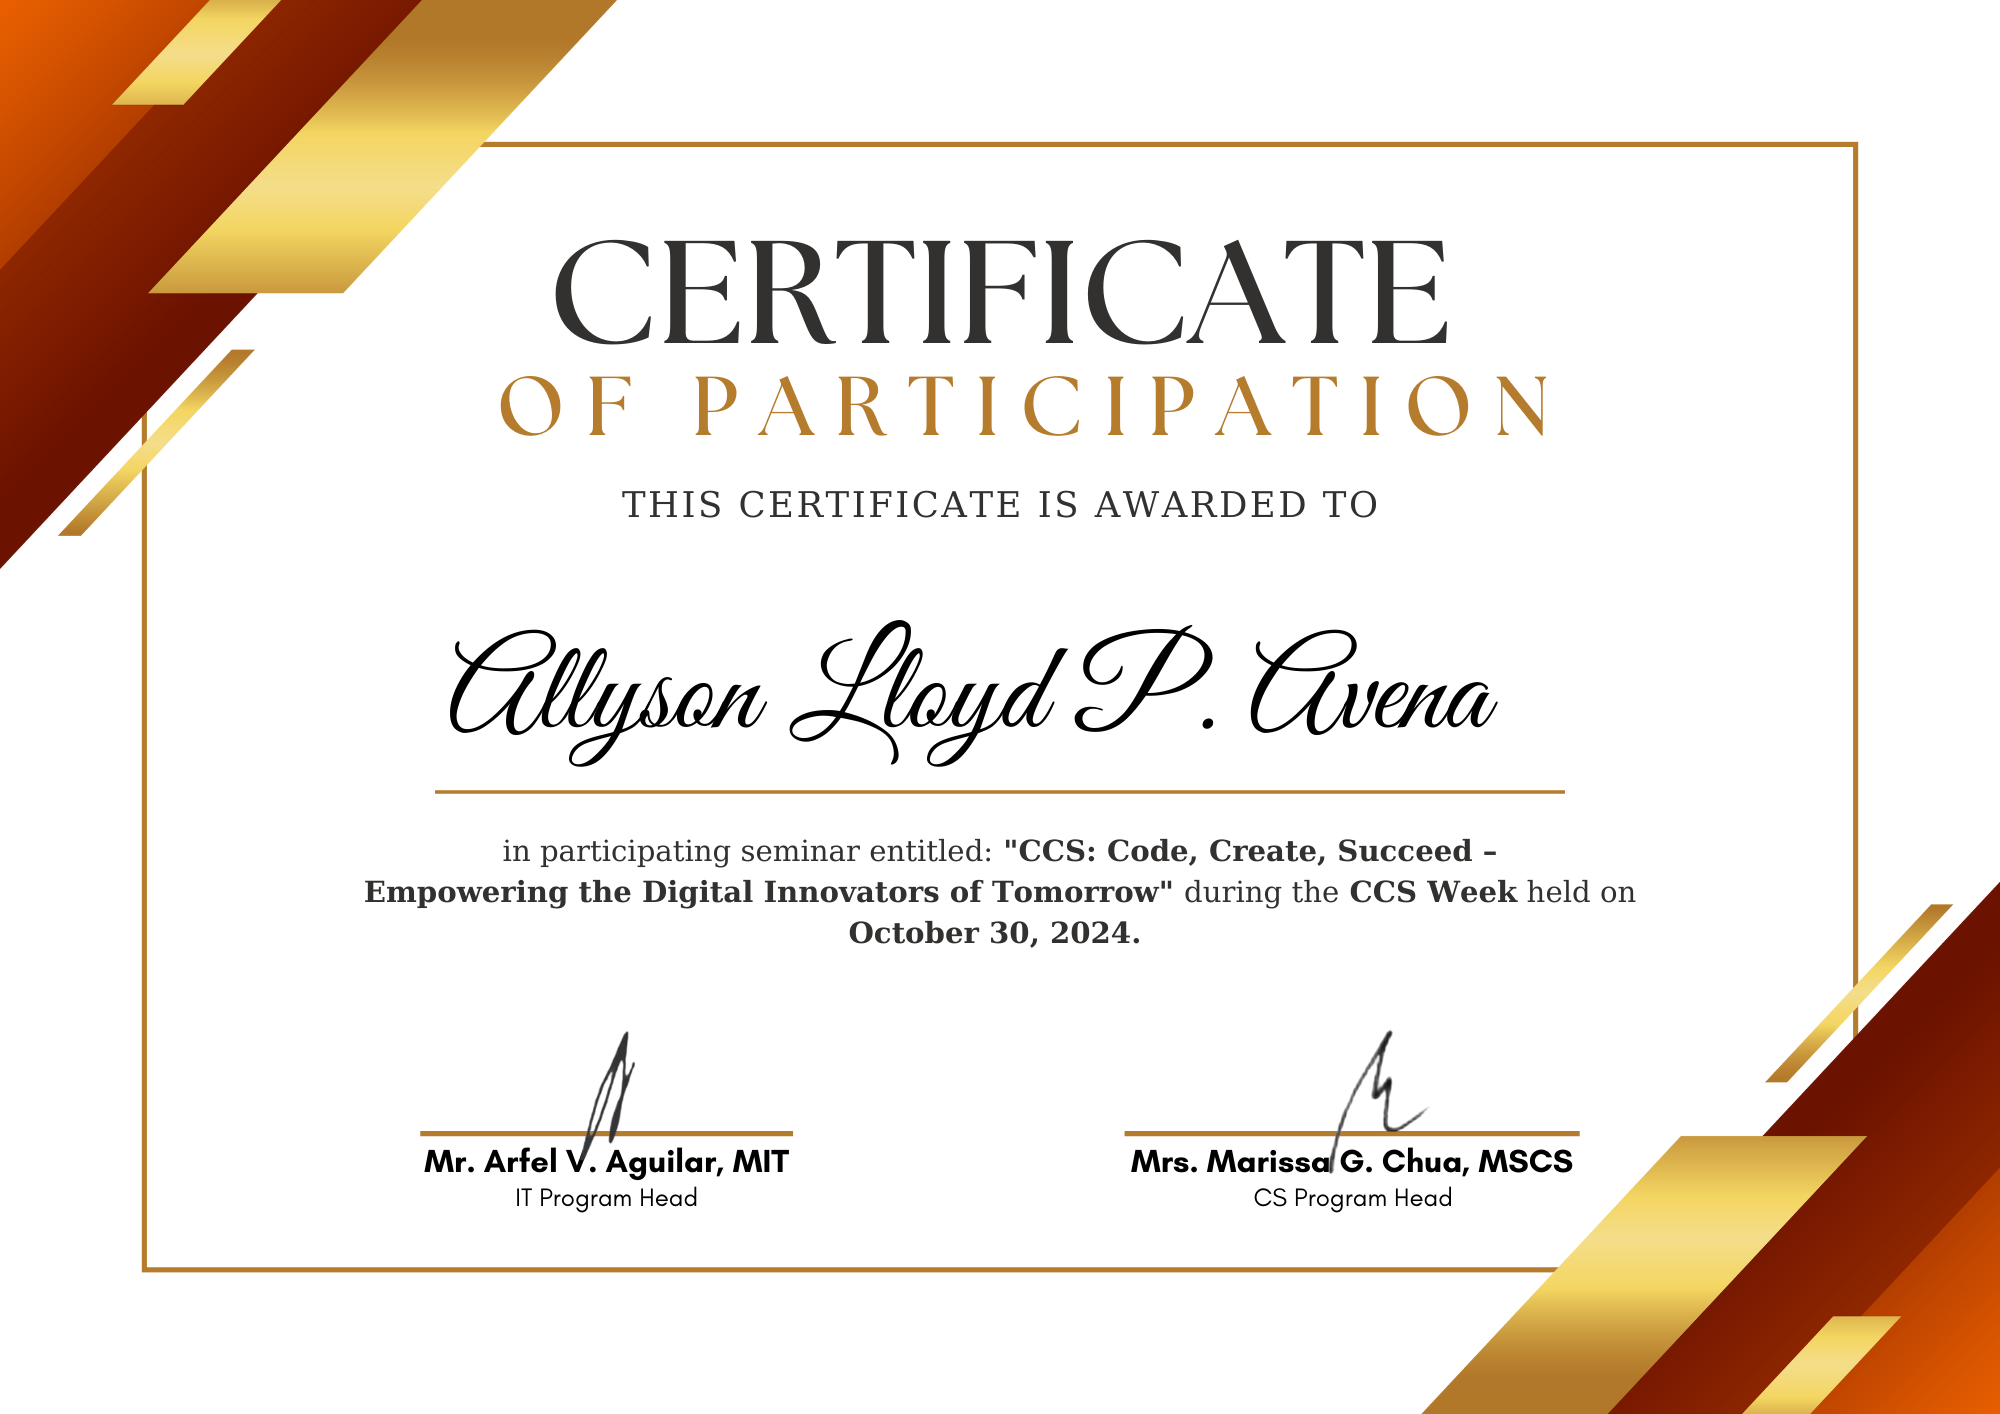 CERTIFICATE
OF PARTICIPATION
THIS CERTIFICATE IS AWARDED TO
Allyson Lloyd P. Avena
in participating seminar entitled: "CCS: Code, Create, Succeed –
Empowering the Digital Innovators of Tomorrow" during the CCS Week held on
October 30, 2024.
Mr. Arfel V. Aguilar, MIT
IT Program Head
Mrs. Marissa G. Chua, MSCS
CS Program Head